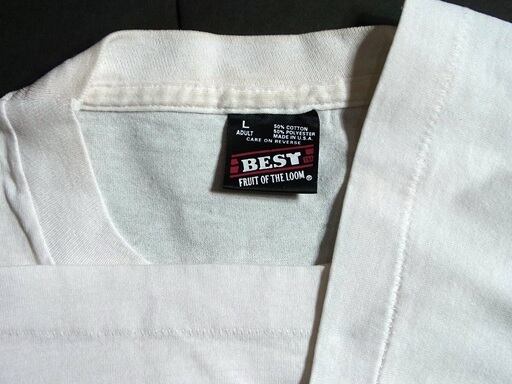 L
ADULT
50% COTTON
50% POLYESTER
MADE IN U.S.A.
CARE ON REVERSE
BEST
FRUIT OF THE LOOM ®